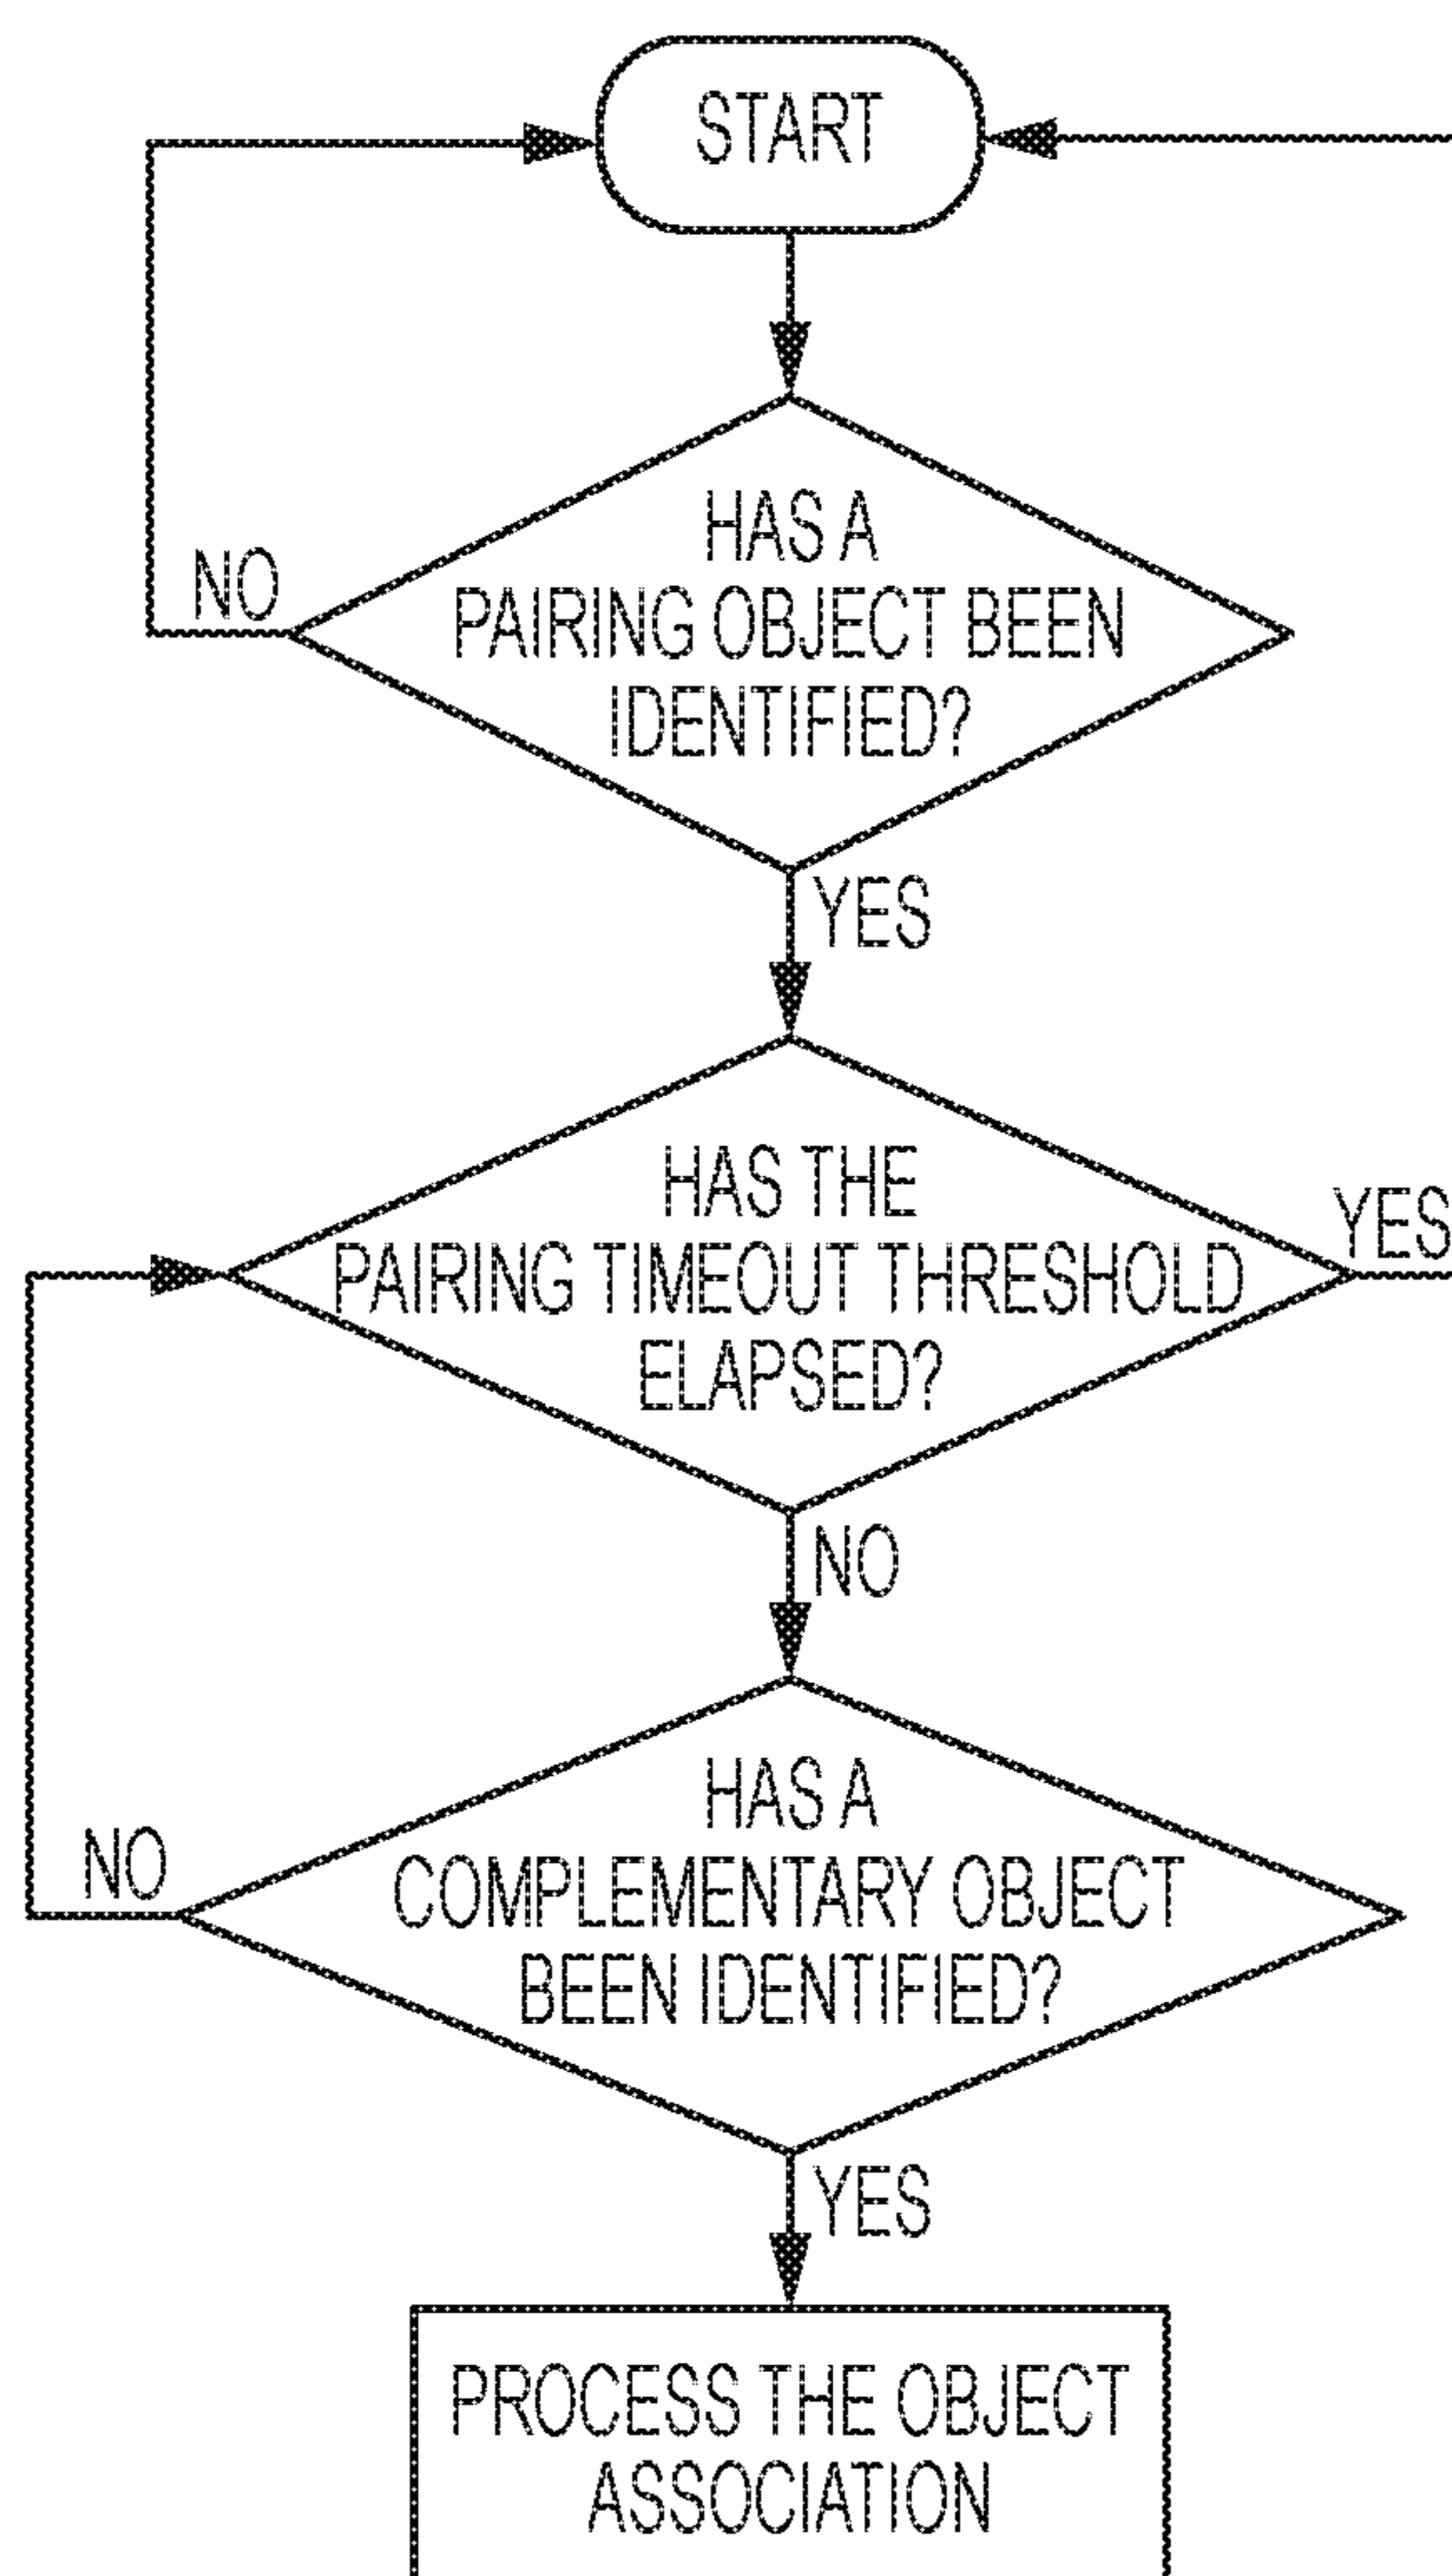 START
HAS A
PAIRING OBJECT BEEN
IDENTIFIED?
NO
YES
HAS THE
PAIRING TIMEOUT THRESHOLD
ELAPSED?
YES
NO
HAS A
COMPLEMENTARY OBJECT
BEEN IDENTIFIED?
NO
YES
PROCESS THE OBJECT
ASSOCIATION